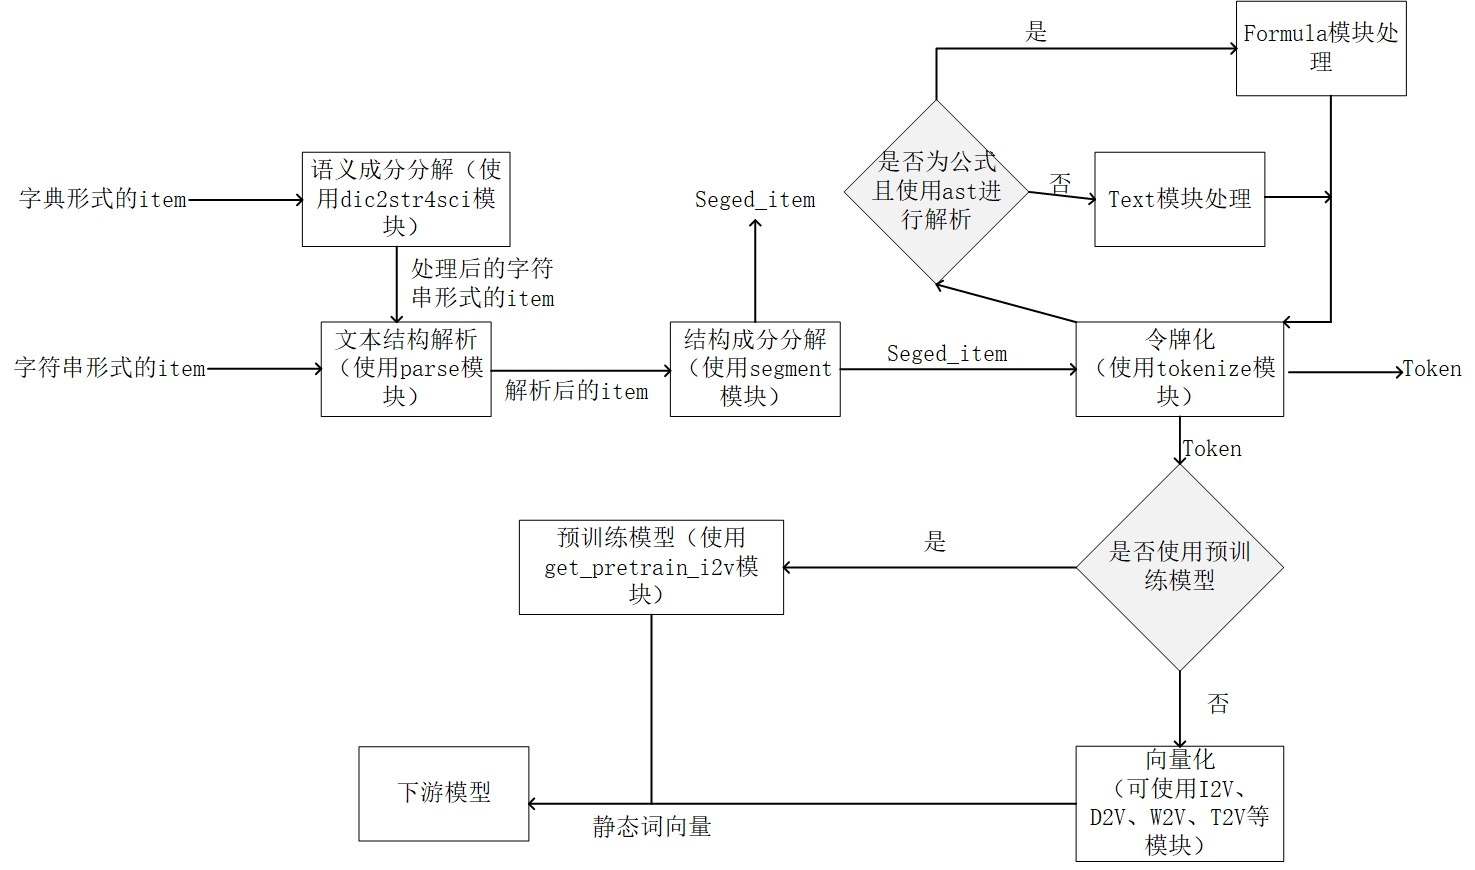 是
Formula模块处
理
语义成分分解（使
用dic2str4sci模
块）
字典形式的item
Seged_item
是否为公式
且使用ast进
行解析
否
Text模块处理
处理后的字符
串形式的item
字符串形式的item
文本结构解析
（使用parse模
块）
解析后的item
结构成分分解
（使用segment
模块）
Seged_item
令牌化
（使用tokenize模
块）
Token
Token
预训练模型（使用
get_pretrain_i2v模
块）
是
是否使用预训
练模型
否
下游模型
静态词向量
向量化
（可使用I2V、
D2V、W2V、T2V等
模块）